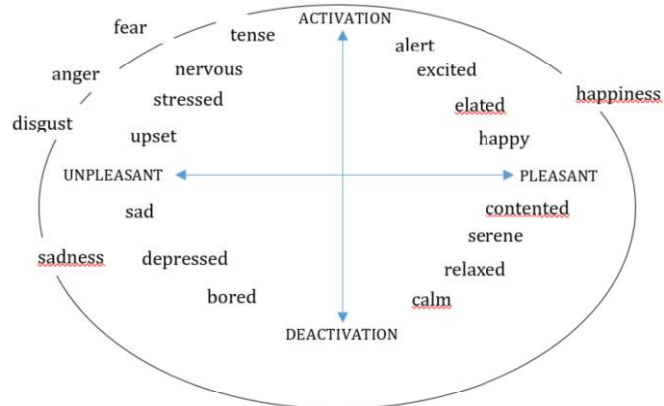 ACTIVATION
fear
tense
alert
anger
nervous
excited
stressed
elated
happiness
disgust
upset
happy
UNPLEASANT
PLEASANT
sad
contented
serene
sadness
depressed
relaxed
bored
calm
DEACTIVATION